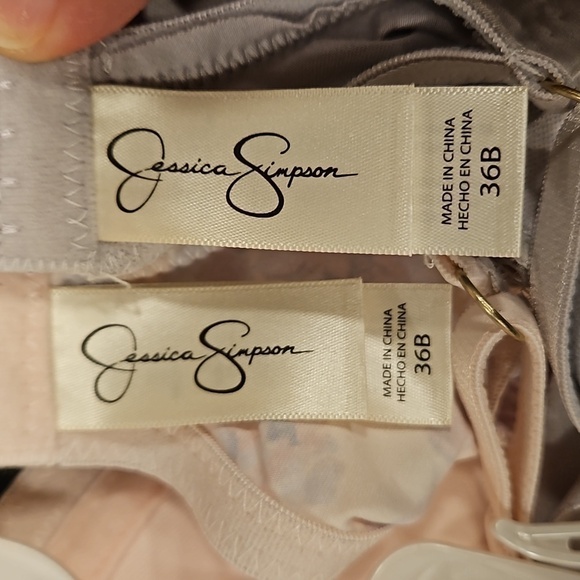 Jessica Simpson
MADE IN CHINA
HECHO EN CHINA
36B
Jessica Simpson
MADE IN CHINA
HECHO EN CHINA
36B